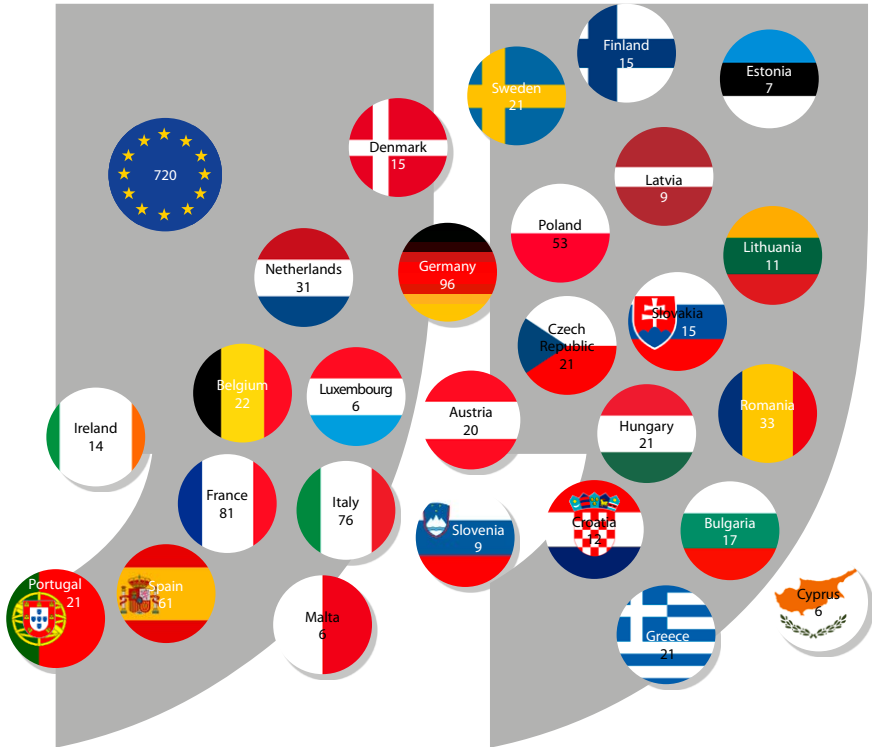 Finland
15
Estonia
7
Sweden
21
Denmark
15
720
Latvia
9
Poland
53
Lithuania
11
Netherlands
31
Germany
96
Slovakia
15
Czech
Republic
21
Belgium
22
Luxembourg
6
Austria
20
Romania
33
Ireland
14
Hungary
21
France
81
Italy
76
Slovenia
9
Croatia
12
Bulgaria
17
Portugal
21
Spain
61
Malta
6
Greece
21
Cyprus
6